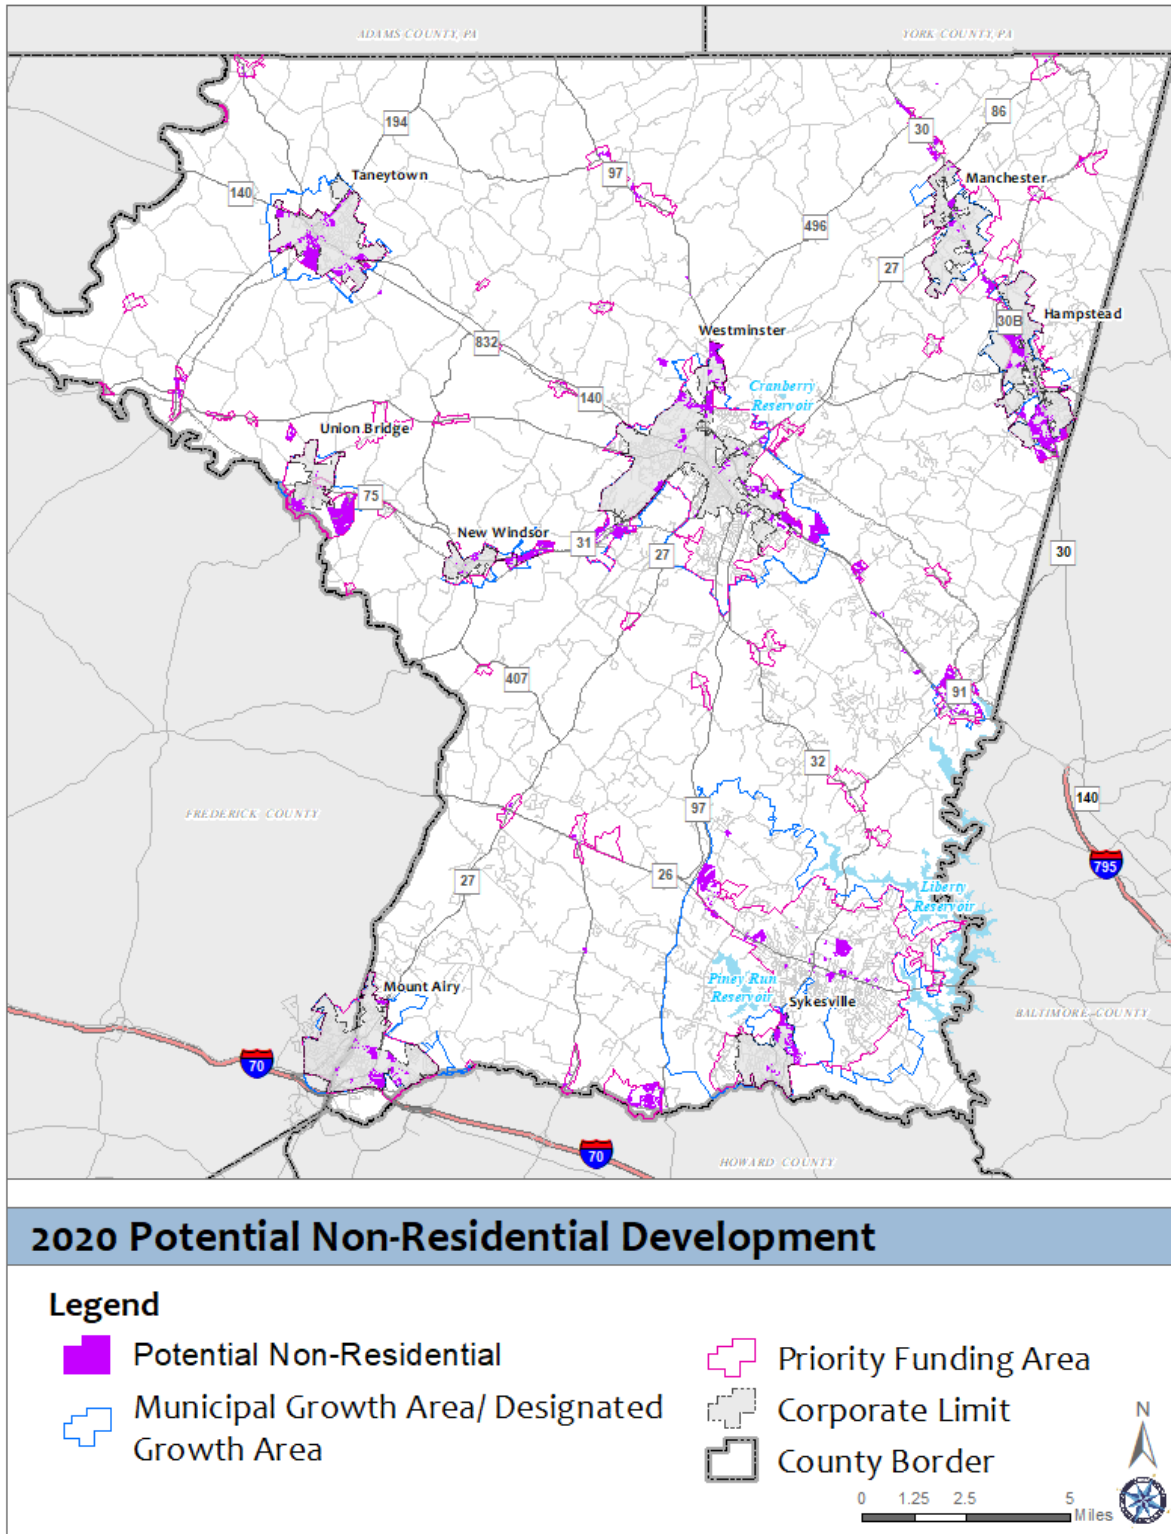 ADAMS COUNTY, PA
YORK COUNTY, PA
86
194
30
97
Taneytown
Manchester
140
496
27
Hampstead
30B
Westminster
832
Cranberry
Reservoir
140
Union Bridge
75
New Windsor
31
27
30
407
91
32
97
140
FREDERICK COUNTY
795
26
27
Liberty
Reservoir
Mount Airy
Piney Run
Reservoir
Sykesville
BALTIMORE COUNTY
70
70
HOWARD COUNTY
2020 Potential Non-Residential Development
Legend
Potential Non-Residential
Municipal Growth Area/ Designated
Growth Area
Priority Funding Area
Corporate Limit
County Border
N
0 1.25 2.5 5
Miles